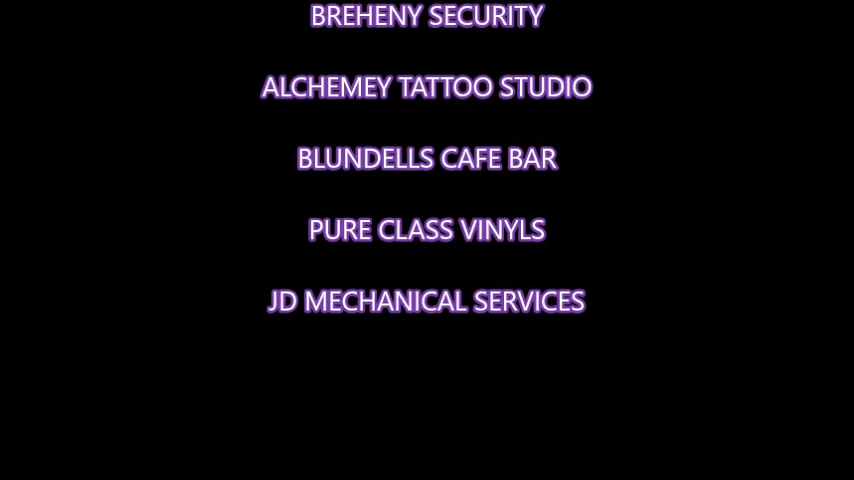 BREHENY SECURITY
ALCHEMEY TATTOO STUDIO
BLUNDELLS CAFE BAR
PURE CLASS VINYLS
JD MECHANICAL SERVICES